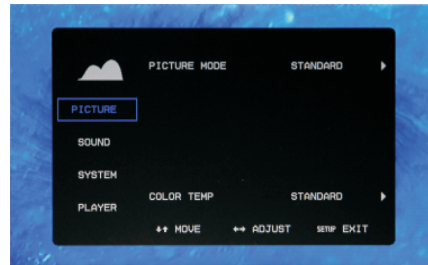 PICTURE MODE STANDARD
PICTURE
SOUND
SYSTEM
PLAYER
COLOR TEMP STANDARD
MOVE ADJUST SETUP EXIT